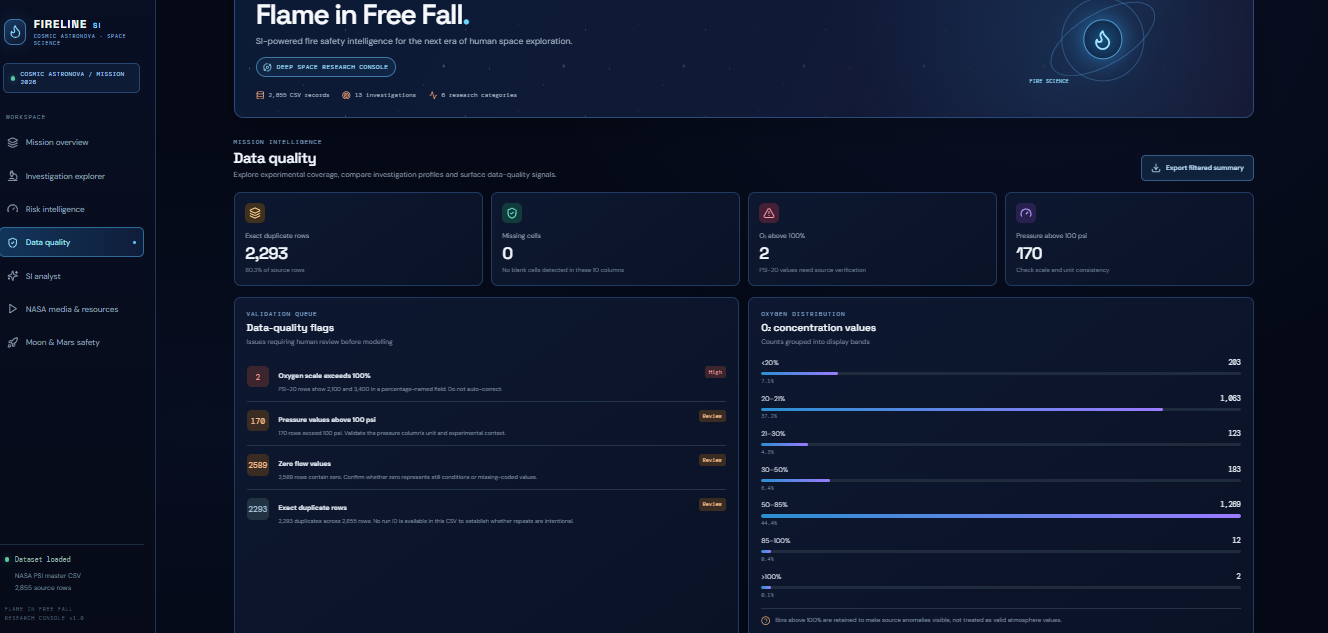 FIRELINE SI
COSMIC ASTRONOVA · SPACE
SCIENCE
COSMIC ASTRONOVA / MISSION
2026
WORKSPACE
Mission overview
Investigation explorer
Risk intelligence
Data quality
SI analyst
NASA media & resources
Moon & Mars safety
Dataset loaded
NASA PSI master CSV
2,855 source rows
FLAME IN FREE FALL
RESEARCH CONSOLE v1.0
Flame in Free Fall.
SI-powered fire safety intelligence for the next era of human space exploration.
DEEP SPACE RESEARCH CONSOLE
2,855 CSV records
13 investigations
6 research categories
FIRE SCIENCE
MISSION INTELLIGENCE
Data quality
Explore experimental coverage, compare investigation profiles and surface data-quality signals.
Export filtered summary
Exact duplicate rows
2,293
80.3% of source rows
Missing cells
0
No blank cells detected in these 10 columns
O₂ above 100%
2
PSI-20 values need source verification
Pressure above 100 psi
170
Check scale and unit consistency
VALIDATION QUEUE
Data-quality flags
Issues requiring human review before modelling
2
Oxygen scale exceeds 100%
High
PSI-20 rows show 2,100 and 3,400 in a percentage-named field. Do not auto-correct.
170
Pressure values above 100 psi
Review
170 rows exceed 100 psi. Validate the pressure column's unit and experimental context.
2589
Zero flow values
Review
2,589 rows contain zero. Confirm whether zero represents still conditions or missing-coded values.
2293
Exact duplicate rows
Review
2,293 duplicates across 2,855 rows. No run ID is available in this CSV to establish whether repeats are intentional.
OXYGEN DISTRIBUTION
O₂ concentration values
Counts grouped into display bands
<20%
203
7.1%
20–21%
1,063
37.2%
21–30%
123
4.3%
30–50%
183
6.4%
50–85%
1,269
44.4%
85–100%
12
0.4%
>100%
2
0.1%
Bins above 100% are retained to make source anomalies visible, not treated as valid atmosphere values.